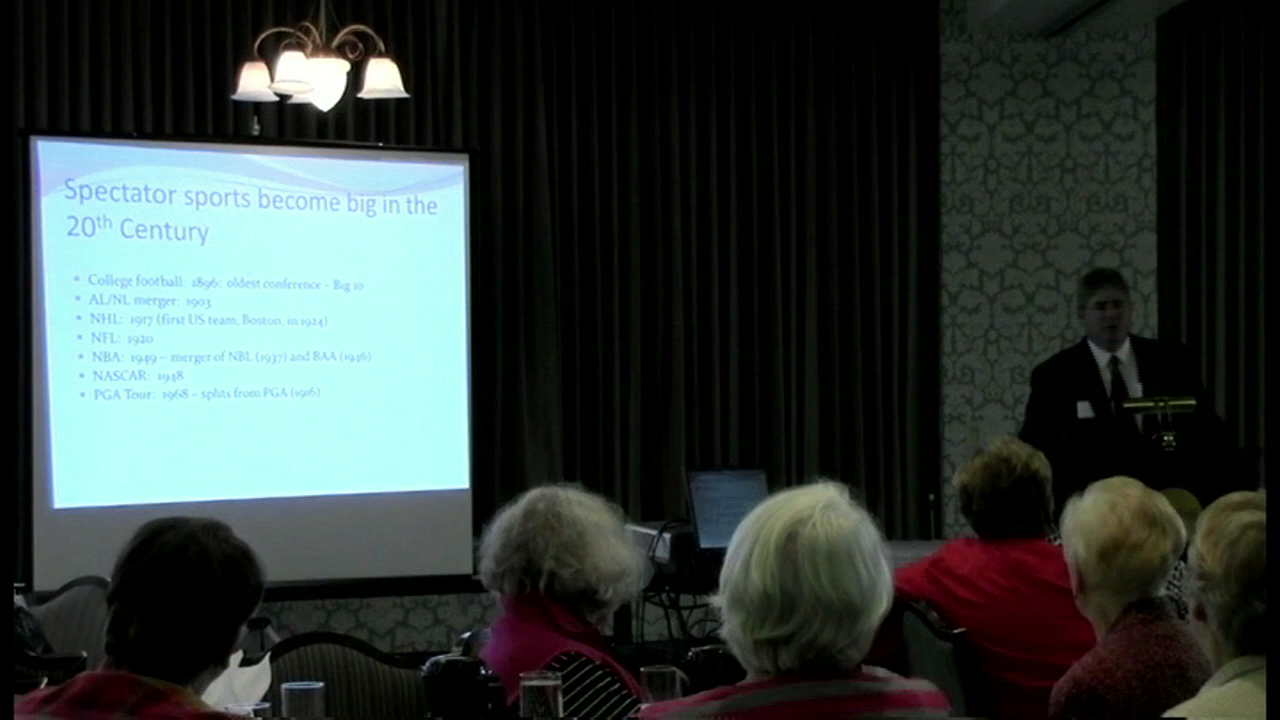 Spectator sports become big in the
20th Century
• College football: 1896: oldest conference - Big 10
• AL/NL merger: 1903
• NHL: 1917 (first US team, Boston, in 1924)
• NFL: 1920
• NBA: 1949 – merger of NBL (1937) and BAA (1946)
• NASCAR: 1948
• PGA Tour: 1968 – splits from PGA (1916)